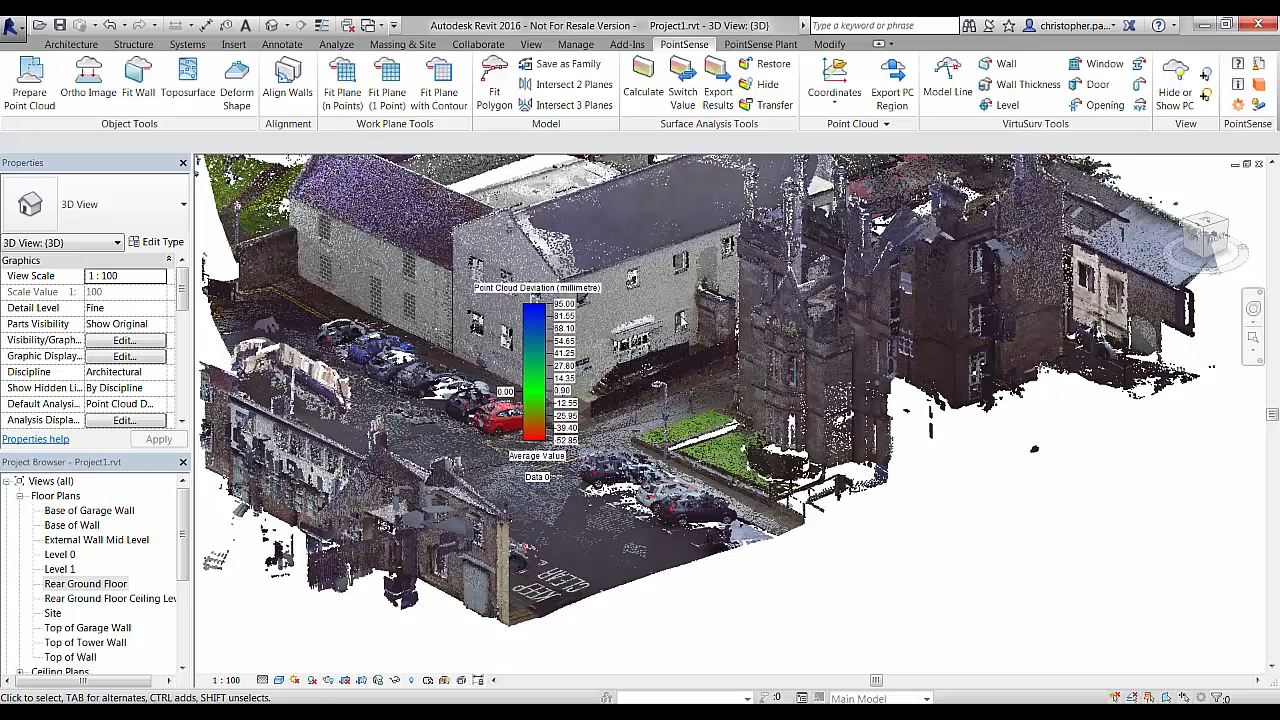 Autodesk Revit 2016 - Not For Resale Version - Project1.rvt - 3D View: {3D}
Type a keyword or phrase
christopher.pa...
Architecture Structure Systems Insert Annotate Analyze Massing & Site Collaborate View Manage Add-Ins PointSense PointSense Plant Modify
Prepare Point Cloud
Ortho Image
Fit Wall
Toposurface
Deform Shape
Align Walls
Fit Plane (n Points)
Fit Plane (1 Point)
Fit Plane with Contour
Fit Polygon
Save as Family
Intersect 2 Planes
Intersect 3 Planes
Calculate
Switch Value
Export Results
Restore
Hide
Transfer
Coordinates
Export PC Region
Model Line
Wall
Wall Thickness
Level
Window
Door
Opening
Hide or Show PC
Object Tools
Alignment
Work Plane Tools
Model
Surface Analysis Tools
Point Cloud
VirtuSurv Tools
View
PointSense
Properties
3D View
3D View: {3D}
Edit Type
Graphics
View Scale 1 : 100
Scale Value 1: 100
Detail Level Fine
Parts Visibility Show Original
Visibility/Graph... Edit...
Graphic Display... Edit...
Discipline Architectural
Show Hidden Li... By Discipline
Default Analysi... Point Cloud D...
Analysis Displa... Edit...
Properties help
Apply
Project Browser - Project1.rvt
Views (all)
Floor Plans
Base of Garage Wall
Base of Wall
External Wall Mid Level
Level 0
Level 1
Rear Ground Floor
Rear Ground Floor Ceiling Lev
Site
Top of Garage Wall
Top of Tower Wall
Top of Wall
Ceiling Plans
Point Cloud Deviation (millimetre)
95.00
81.55
68.10
54.65
41.25
27.80
14.35
0.00
0.90
-12.55
-25.95
-39.40
-52.85
Average Value
Data 0
KEEP
CLEAR
1 : 100
Click to select, TAB for alternates, CTRL adds, SHIFT unselects.
:0
Main Model
:0